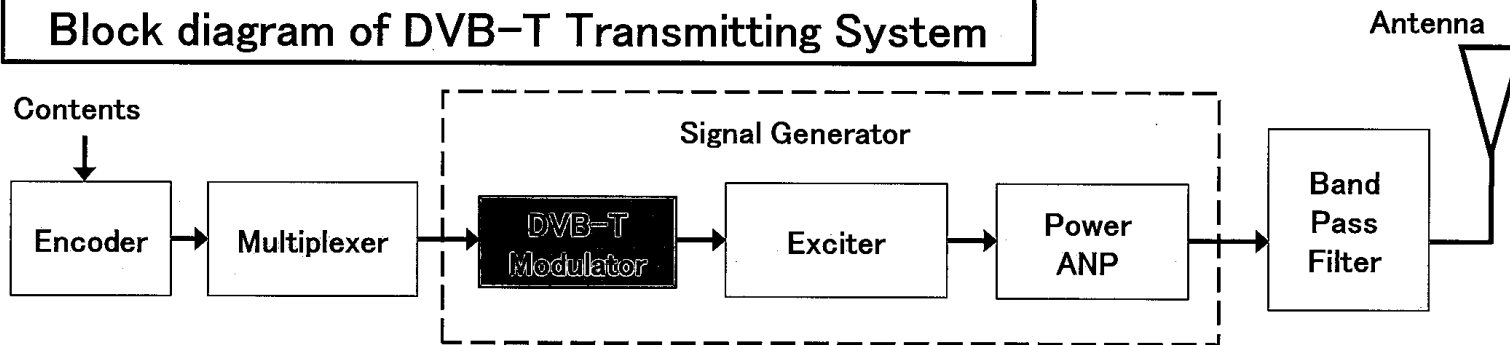 Block diagram of DVB-T Transmitting System
Antenna
Contents
Signal Generator
Encoder
Multiplexer
DVB-T
Modulator
Exciter
Power
ANP
Band
Pass
Filter